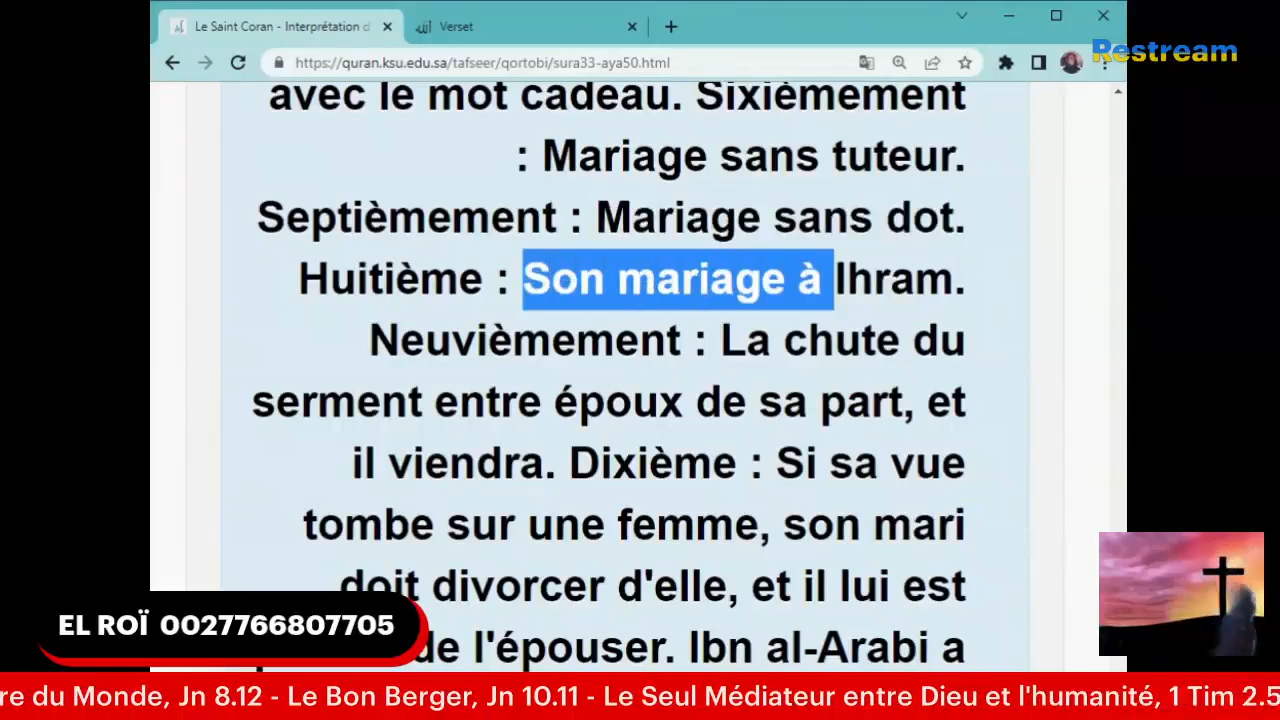 Le Saint Coran - Interprétation d
الله Verset
Restream
https://quran.ksu.edu.sa/tafseer/qortobi/sura33-aya50.html
avec le mot cadeau. Sixièmement
: Mariage sans tuteur.
Septièmement : Mariage sans dot.
Huitième : Son mariage à Ihram.
Neuvièmement : La chute du
serment entre époux de sa part, et
il viendra. Dixième : Si sa vue
tombe sur une femme, son mari
doit divorcer d'elle, et il lui est
de l'épouser. Ibn al-Arabi a
EL ROÏ 0027766807705
re du Monde, Jn 8.12 - Le Bon Berger, Jn 10.11 - Le Seul Médiateur entre Dieu et l'humanité, 1 Tim 2.5